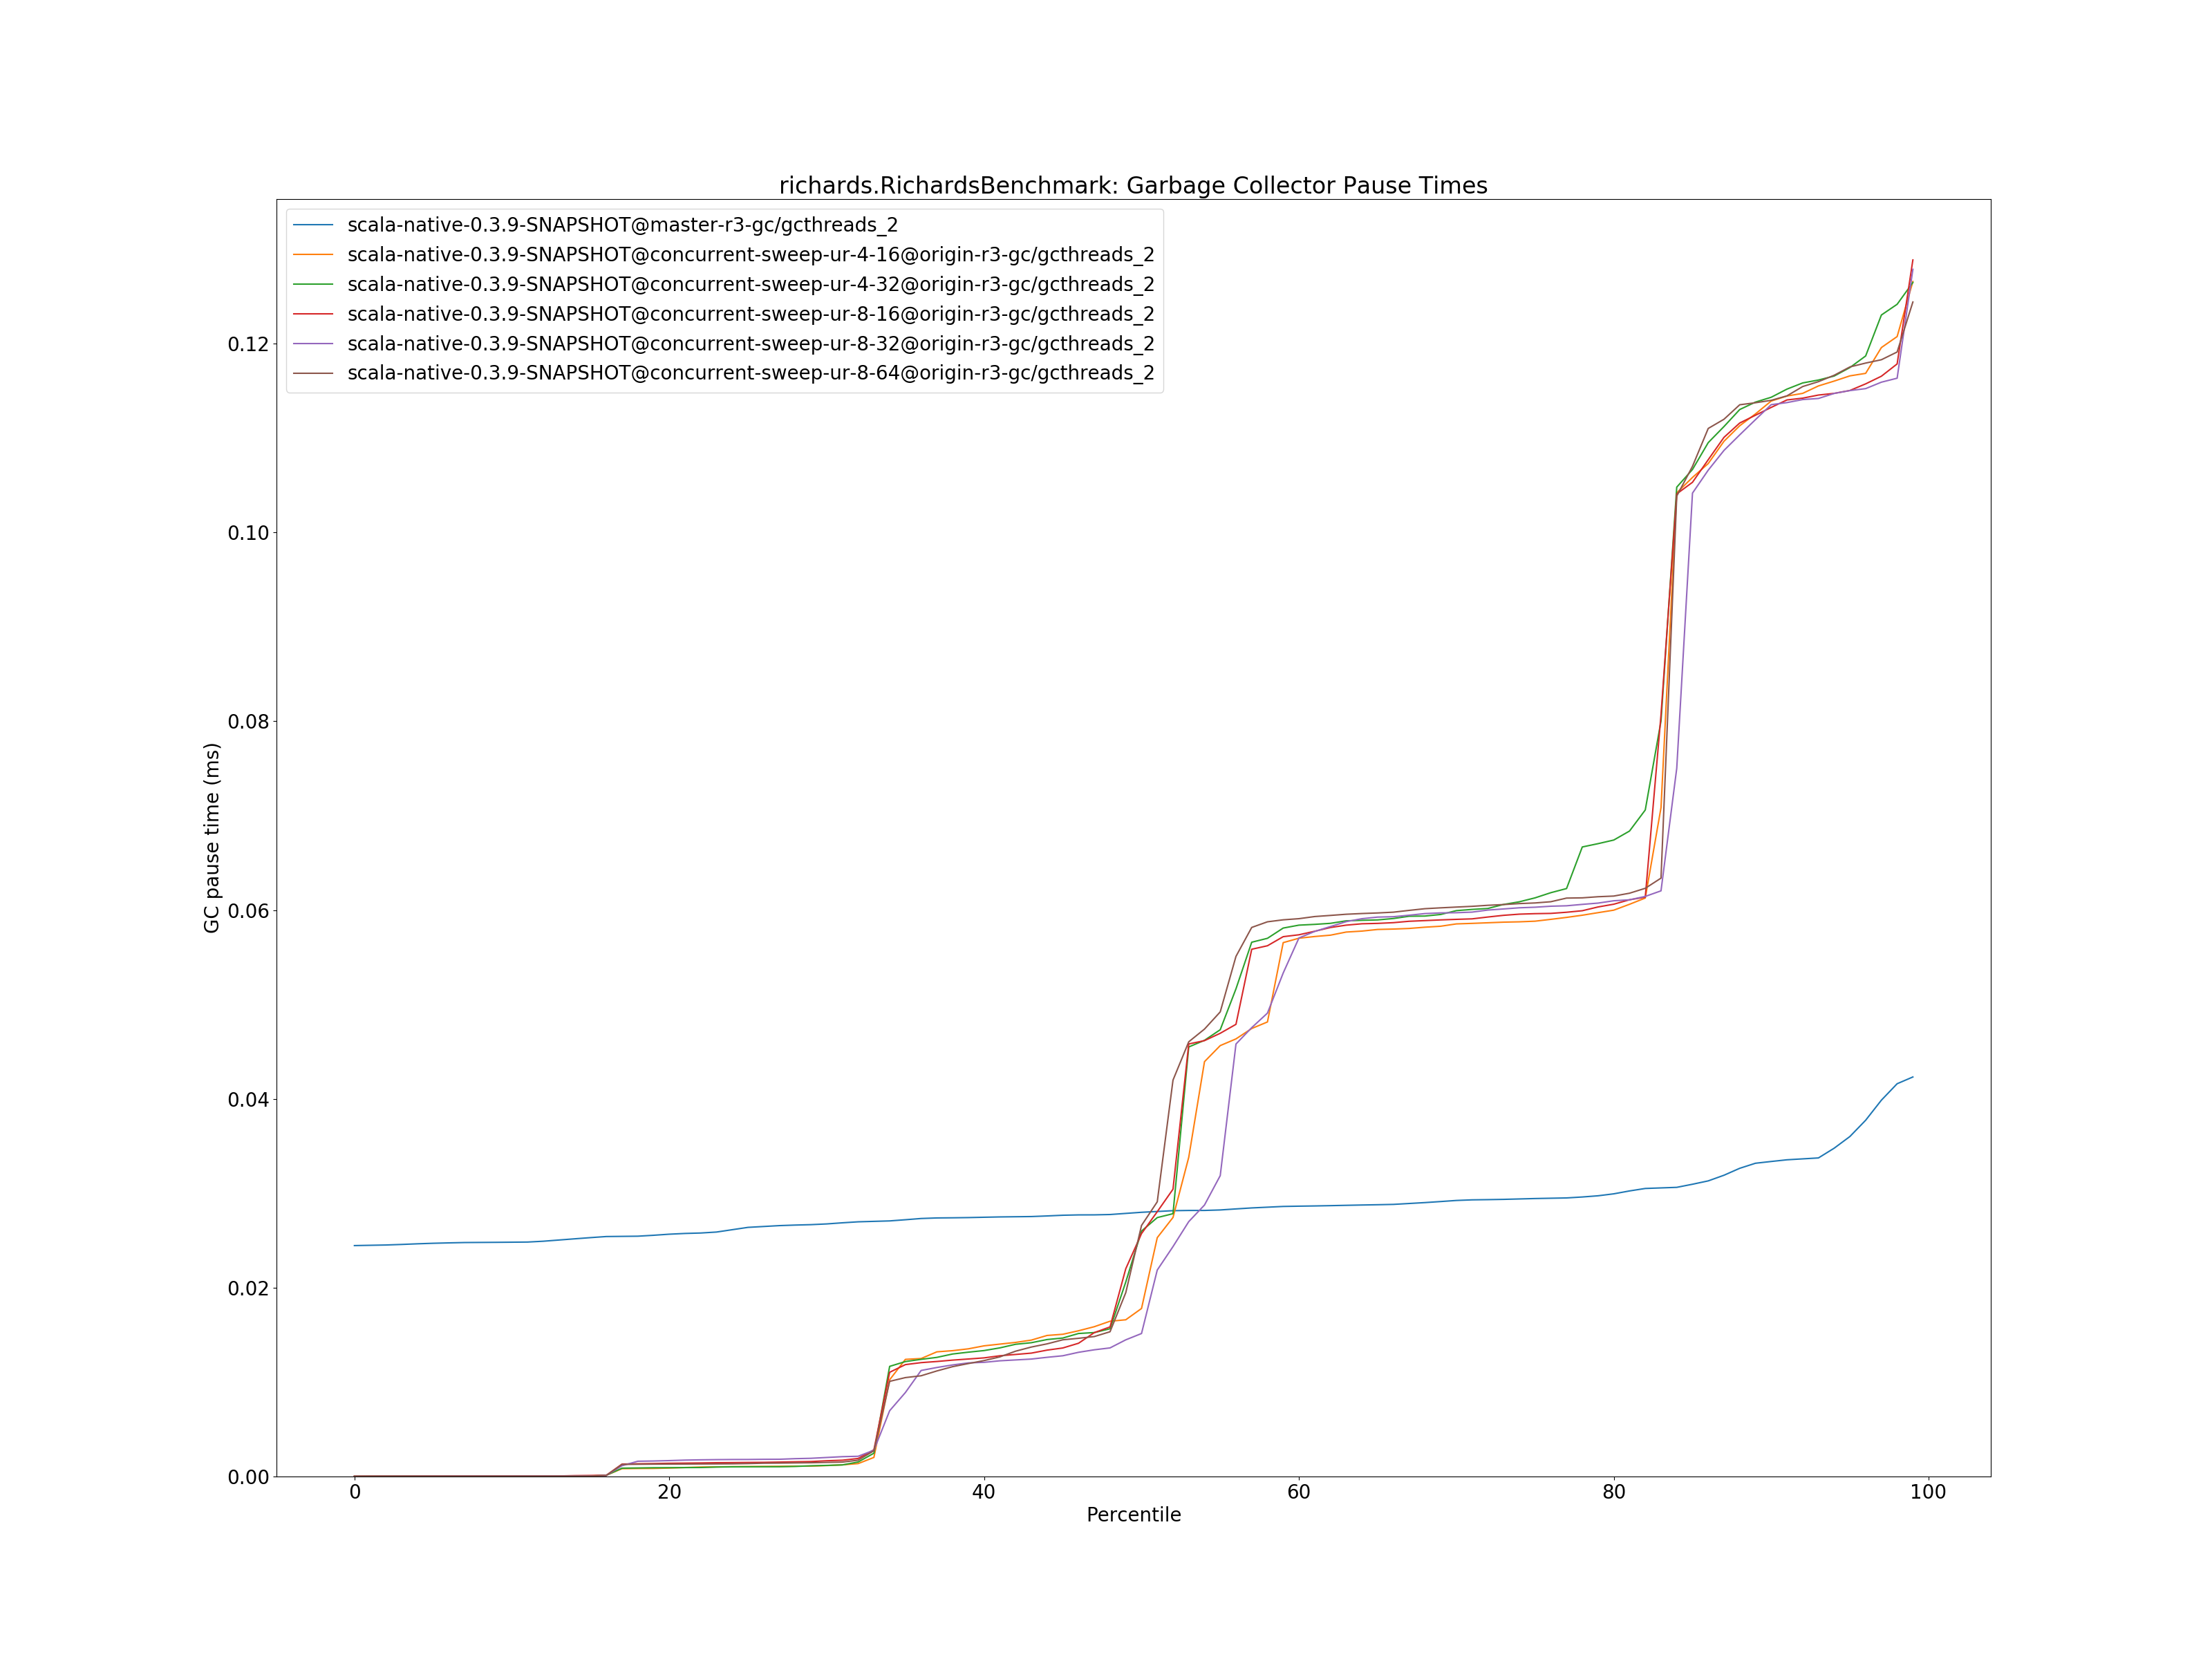 richards.RichardsBenchmark: Garbage Collector Pause Times
scala-native-0.3.9-SNAPSHOT@master-r3-gc/gcthreads_2
scala-native-0.3.9-SNAPSHOT@concurrent-sweep-ur-4-16@origin-r3-gc/gcthreads_2
scala-native-0.3.9-SNAPSHOT@concurrent-sweep-ur-4-32@origin-r3-gc/gcthreads_2
scala-native-0.3.9-SNAPSHOT@concurrent-sweep-ur-8-16@origin-r3-gc/gcthreads_2
scala-native-0.3.9-SNAPSHOT@concurrent-sweep-ur-8-32@origin-r3-gc/gcthreads_2
scala-native-0.3.9-SNAPSHOT@concurrent-sweep-ur-8-64@origin-r3-gc/gcthreads_2
GC pause time (ms)
0.12
0.10
0.08
0.06
0.04
0.02
0.00
0 20 40 60 80 100
Percentile